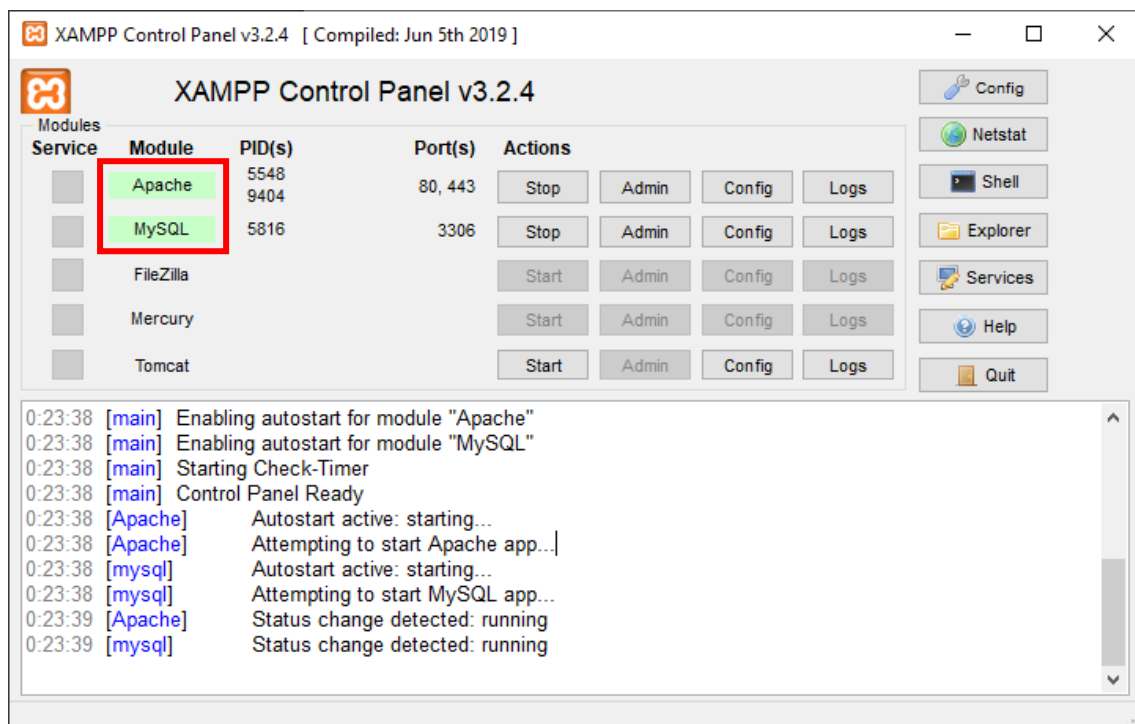 XAMPP Control Panel v3.2.4 [ Compiled: Jun 5th 2019 ]
XAMPP Control Panel v3.2.4
Config
Modules
Service Module PID(s) Port(s) Actions
Netstat
Apache 5548 9404 80, 443 Stop Admin Config Logs
Shell
MySQL 5816 3306 Stop Admin Config Logs
Explorer
FileZilla Start Admin Config Logs
Services
Mercury Start Admin Config Logs
Help
Tomcat Start Admin Config Logs
Quit
0:23:38 [main] Enabling autostart for module "Apache"
0:23:38 [main] Enabling autostart for module "MySQL"
0:23:38 [main] Starting Check-Timer
0:23:38 [main] Control Panel Ready
0:23:38 [Apache] Autostart active: starting...
0:23:38 [Apache] Attempting to start Apache app...
0:23:38 [mysql] Autostart active: starting...
0:23:38 [mysql] Attempting to start MySQL app...
0:23:39 [Apache] Status change detected: running
0:23:39 [mysql] Status change detected: running